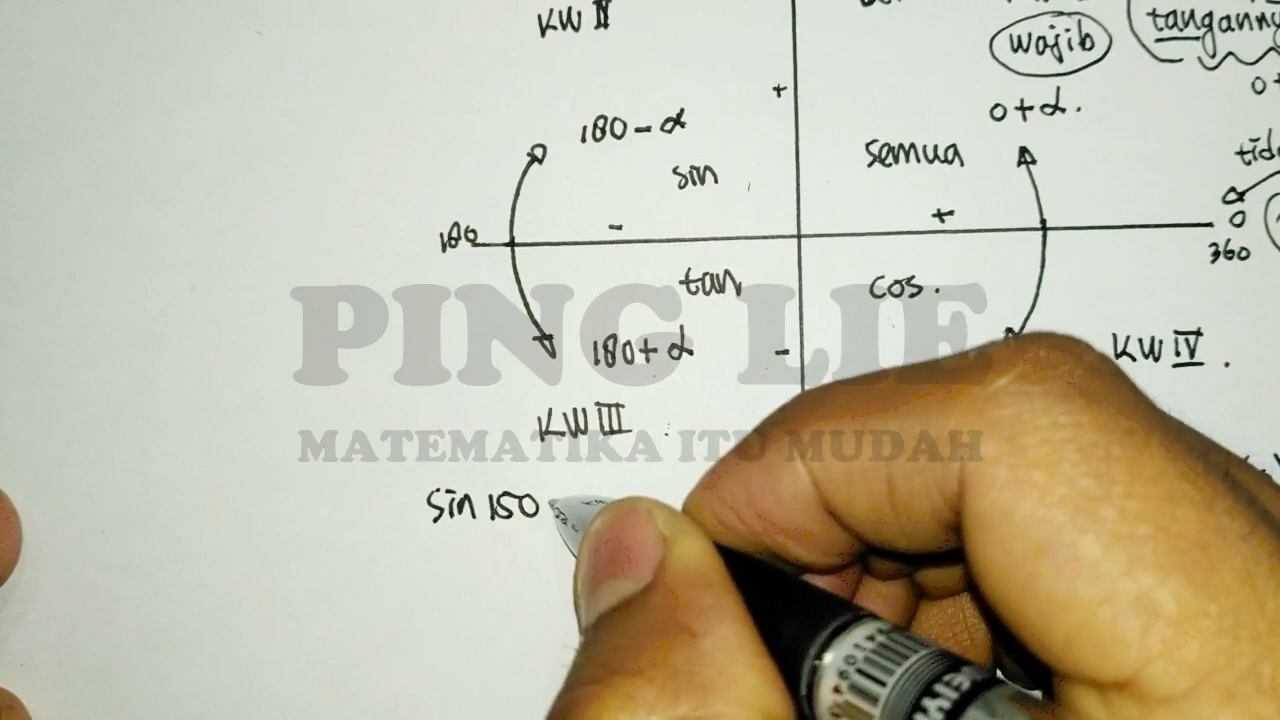 KW II
wajib
tanganny
+
0+α.
180-α
semua
sin
+
-
180
0
360
tan
cos.
PING LIE
180+α
-
KW IV.
KW III
MATEMATIKA ITU MUDAH
sin 150